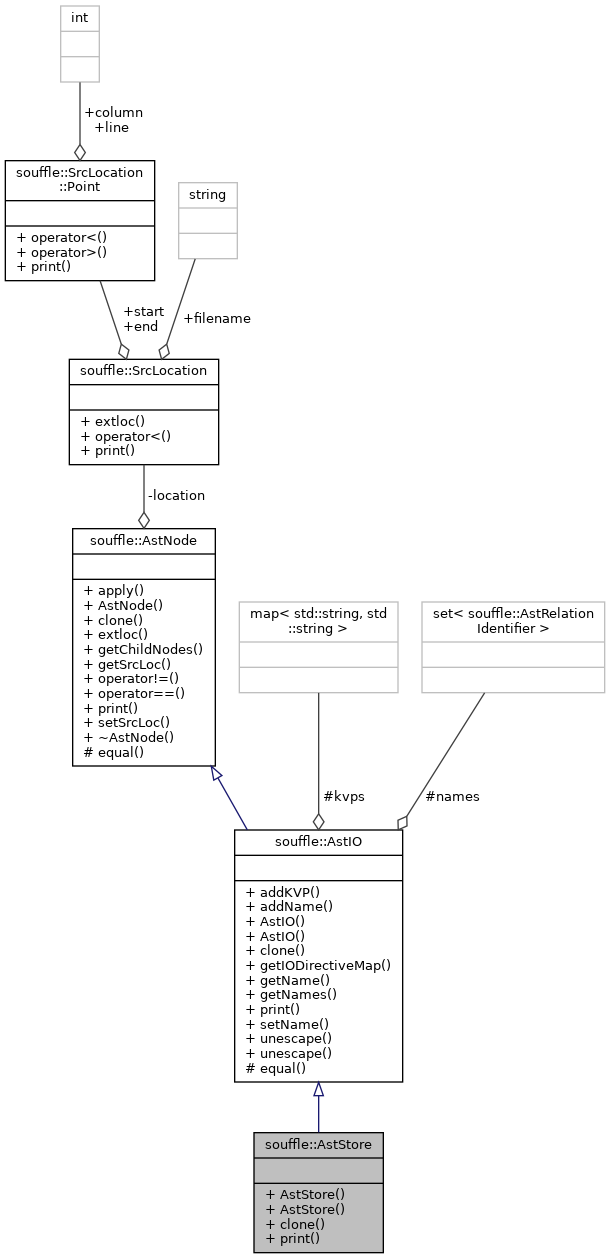 int
+column
+line
souffle::SrcLocation
::Point
+ operator<()
+ operator>()
+ print()
string
+start
+end
+filename
souffle::SrcLocation
+ extloc()
+ operator<()
+ print()
-location
souffle::AstNode
+ apply()
+ AstNode()
+ clone()
+ extloc()
+ getChildNodes()
+ getSrcLoc()
+ operator!=()
+ operator==()
+ print()
+ setSrcLoc()
+ ~AstNode()
# equal()
map< std::string, std
::string >
set< souffle::AstRelation
Identifier >
#kvps
#names
souffle::AstIO
+ addKVP()
+ addName()
+ AstIO()
+ AstIO()
+ clone()
+ getIODirectiveMap()
+ getName()
+ getNames()
+ print()
+ setName()
+ unescape()
+ unescape()
# equal()
souffle::AstStore
+ AstStore()
+ AstStore()
+ clone()
+ print()